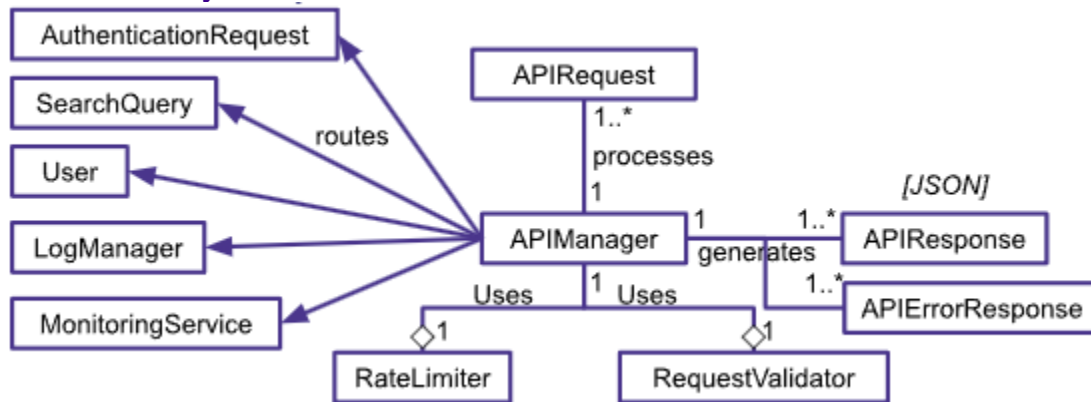 AuthenticationRequest
SearchQuery
User
LogManager
MonitoringService
routes
APIRequest
1..*
processes
1
APIManager
1
generates
1..*
[JSON]
APIResponse
1..*
APIErrorResponse
1
Uses
Uses
1
1
RateLimiter
RequestValidator